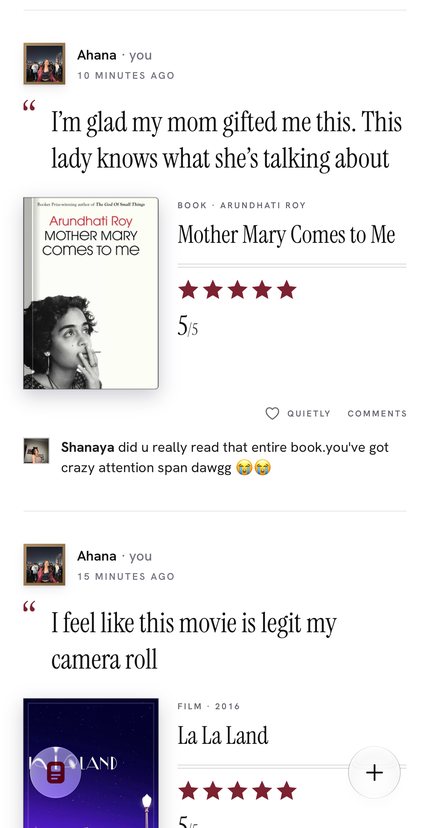 Ahana · you
10 MINUTES AGO
“ I’m glad my mom gifted me this. This
lady knows what she’s talking about
Booker Prize-winning author of The God Of Small Things
Arundhati Roy
MOTHER MARY
COMES TO ME
BOOK · ARUNDHATI ROY
Mother Mary Comes to Me
5/5
QUIETLY COMMENTS
Shanaya did u really read that entire book.you've got
crazy attention span dawgg 😭😭
Ahana · you
15 MINUTES AGO
“ I feel like this movie is legit my
camera roll
LAND
FILM · 2016
La La Land
5/5